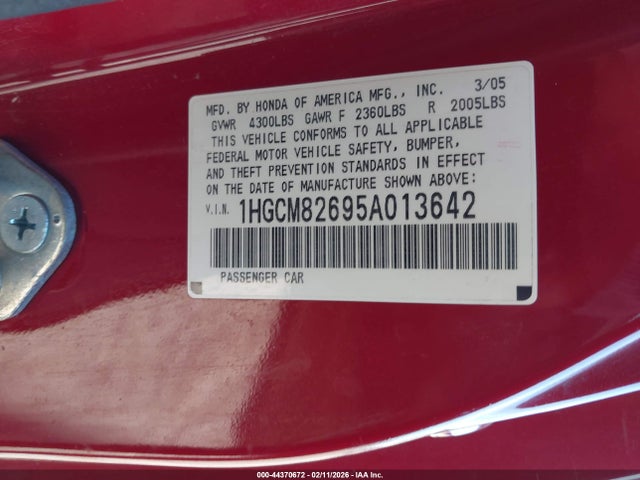 MFD. BY HONDA OF AMERICA MFG., INC. 3/05
GVWR 4300LBS GAWR F 2360LBS R 2005LBS
THIS VEHICLE CONFORMS TO ALL APPLICABLE
FEDERAL MOTOR VEHICLE SAFETY, BUMPER,
AND THEFT PREVENTION STANDARDS IN EFFECT
ON THE DATE OF MANUFACTURE SHOWN ABOVE:
V.I.N. 1HGCM82695A013642
PASSENGER CAR
000-44370672 - 02/11/2026 - IAA Inc.